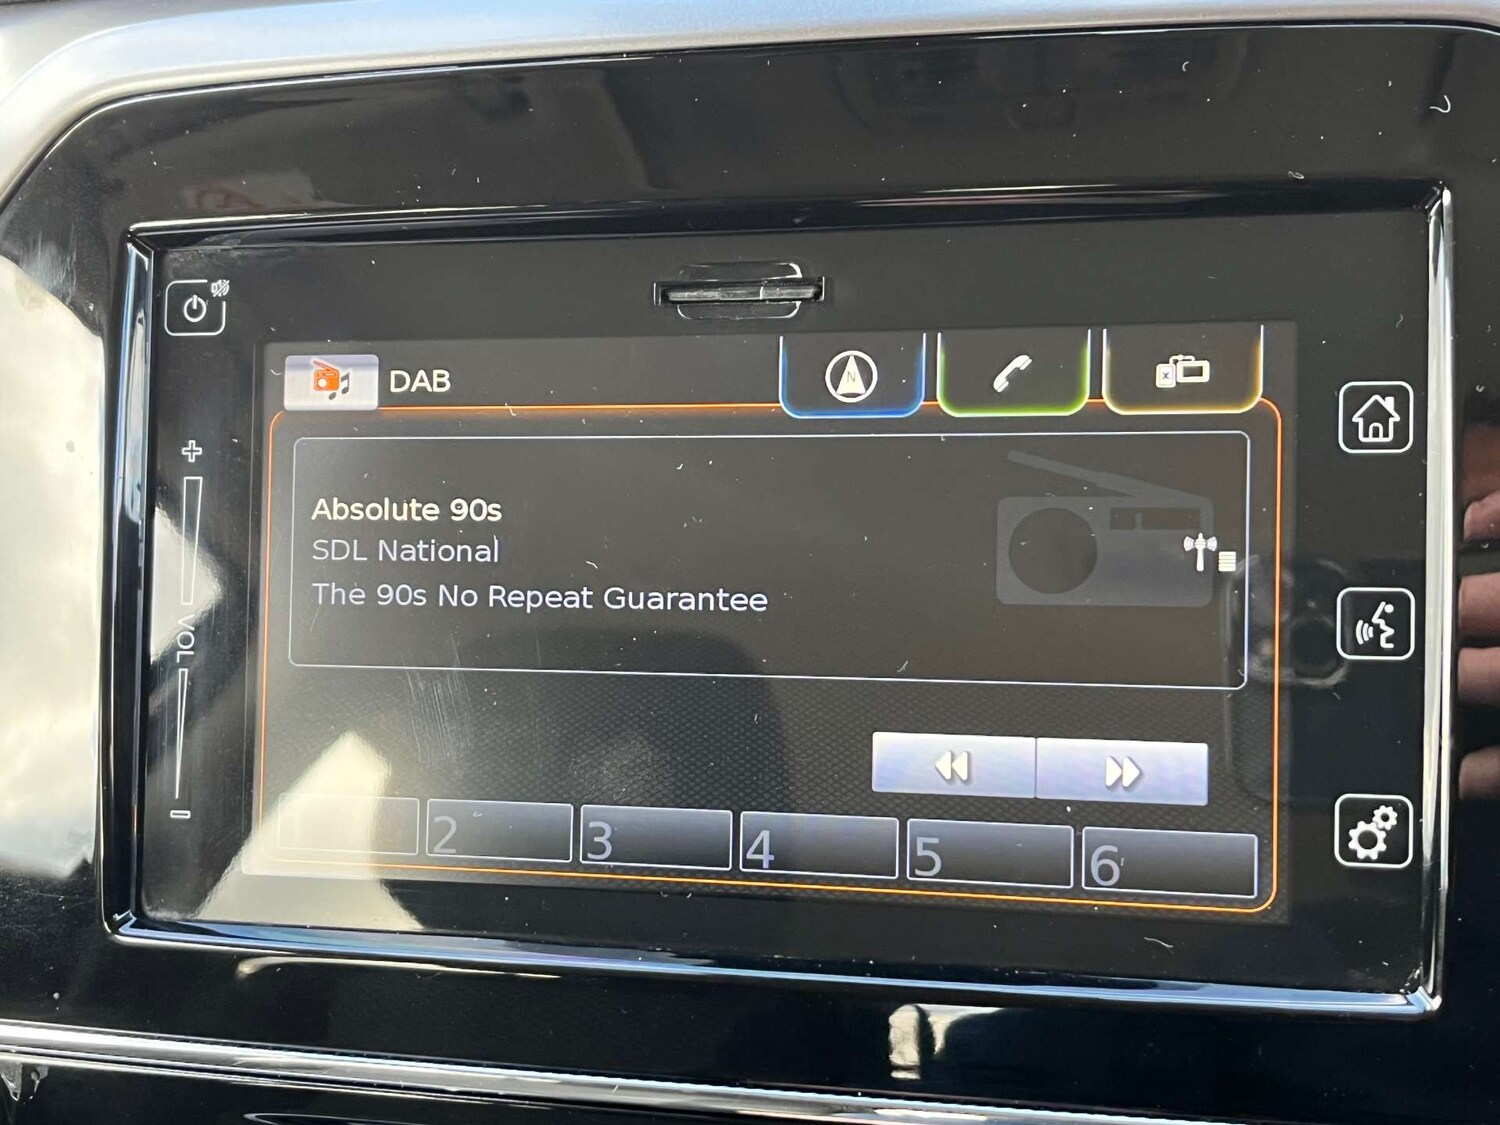 DAB
N
Absolute 90s
SDL National
The 90s No Repeat Guarantee
VOL
2
3
4
5
6